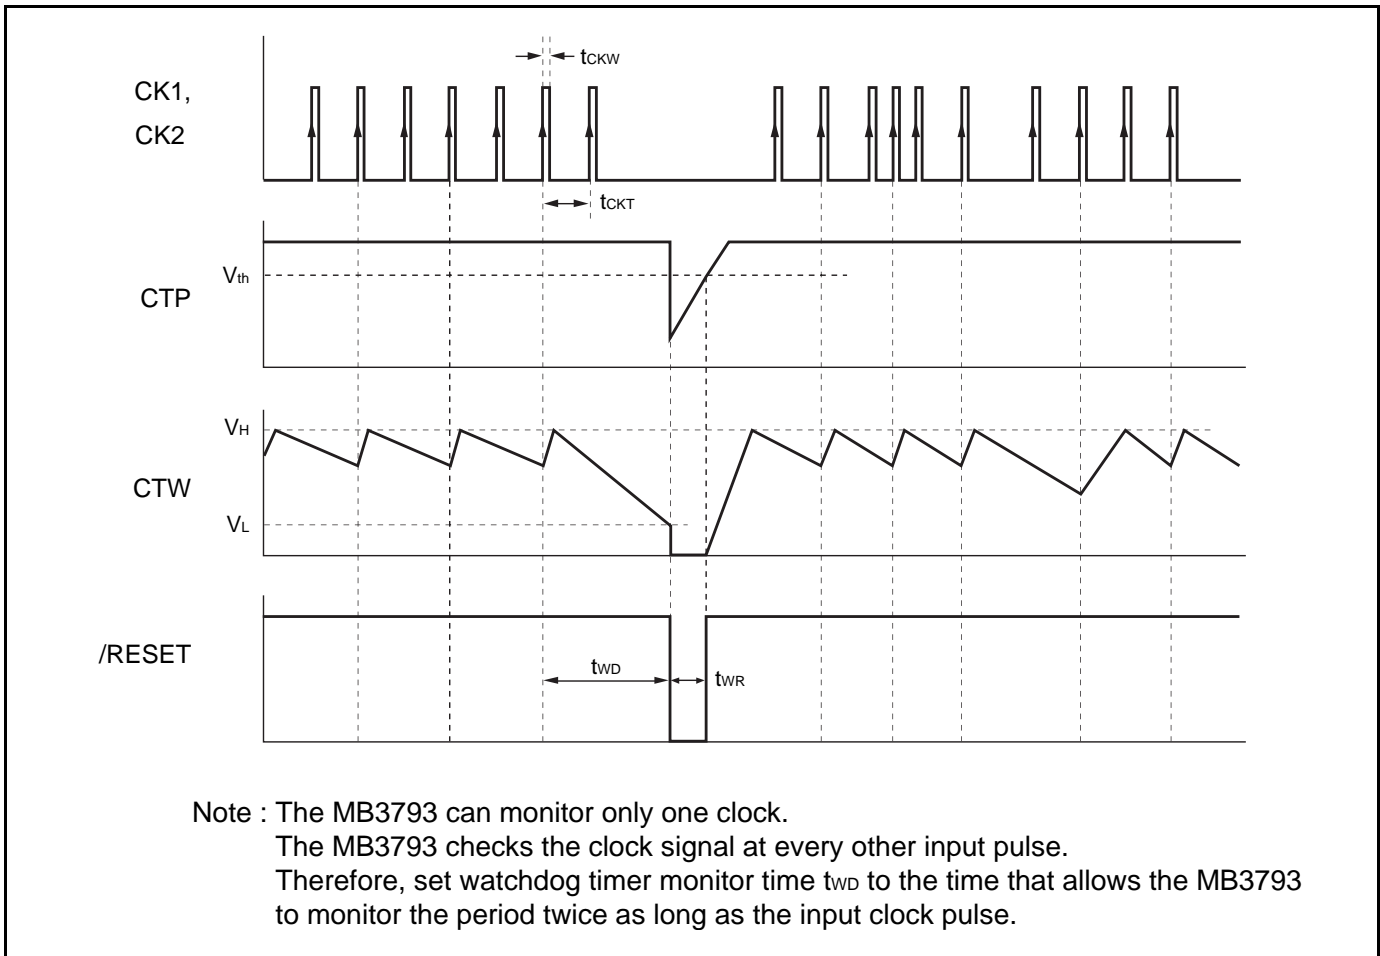 tCKW
CK1,
CK2
tCKT
Vth
CTP
VH
CTW
VL
/RESET
tWD
tWR
Note : The MB3793 can monitor only one clock.
The MB3793 checks the clock signal at every other input pulse.
Therefore, set watchdog timer monitor time tWD to the time that allows the MB3793
to monitor the period twice as long as the input clock pulse.